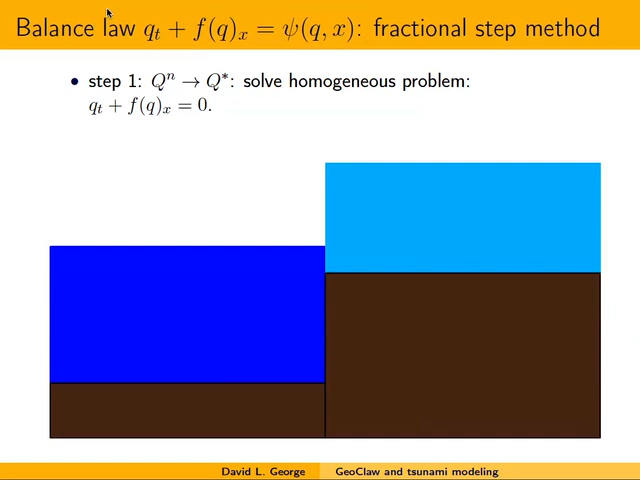 Balance law q_t + f(q)_x = ψ(q, x): fractional step method
• step 1: Q^n → Q^*: solve homogeneous problem:
q_t + f(q)_x = 0.
David L. George GeoClaw and tsunami modeling